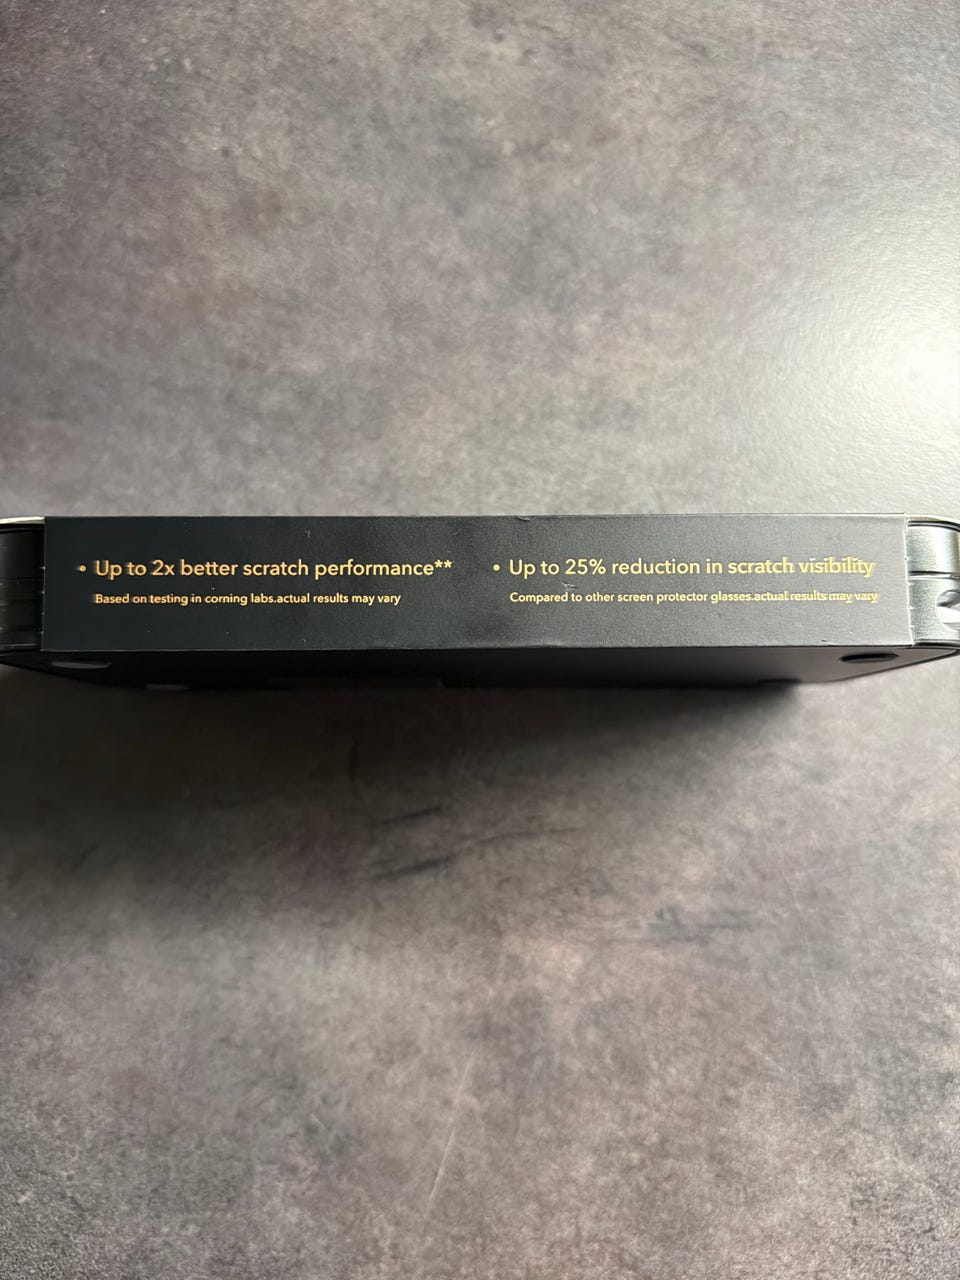 • Up to 2x better scratch performance**
Based on testing in corning labs.actual results may vary
• Up to 25% reduction in scratch visibility
Compared to other screen protector glasses.actual results may vary